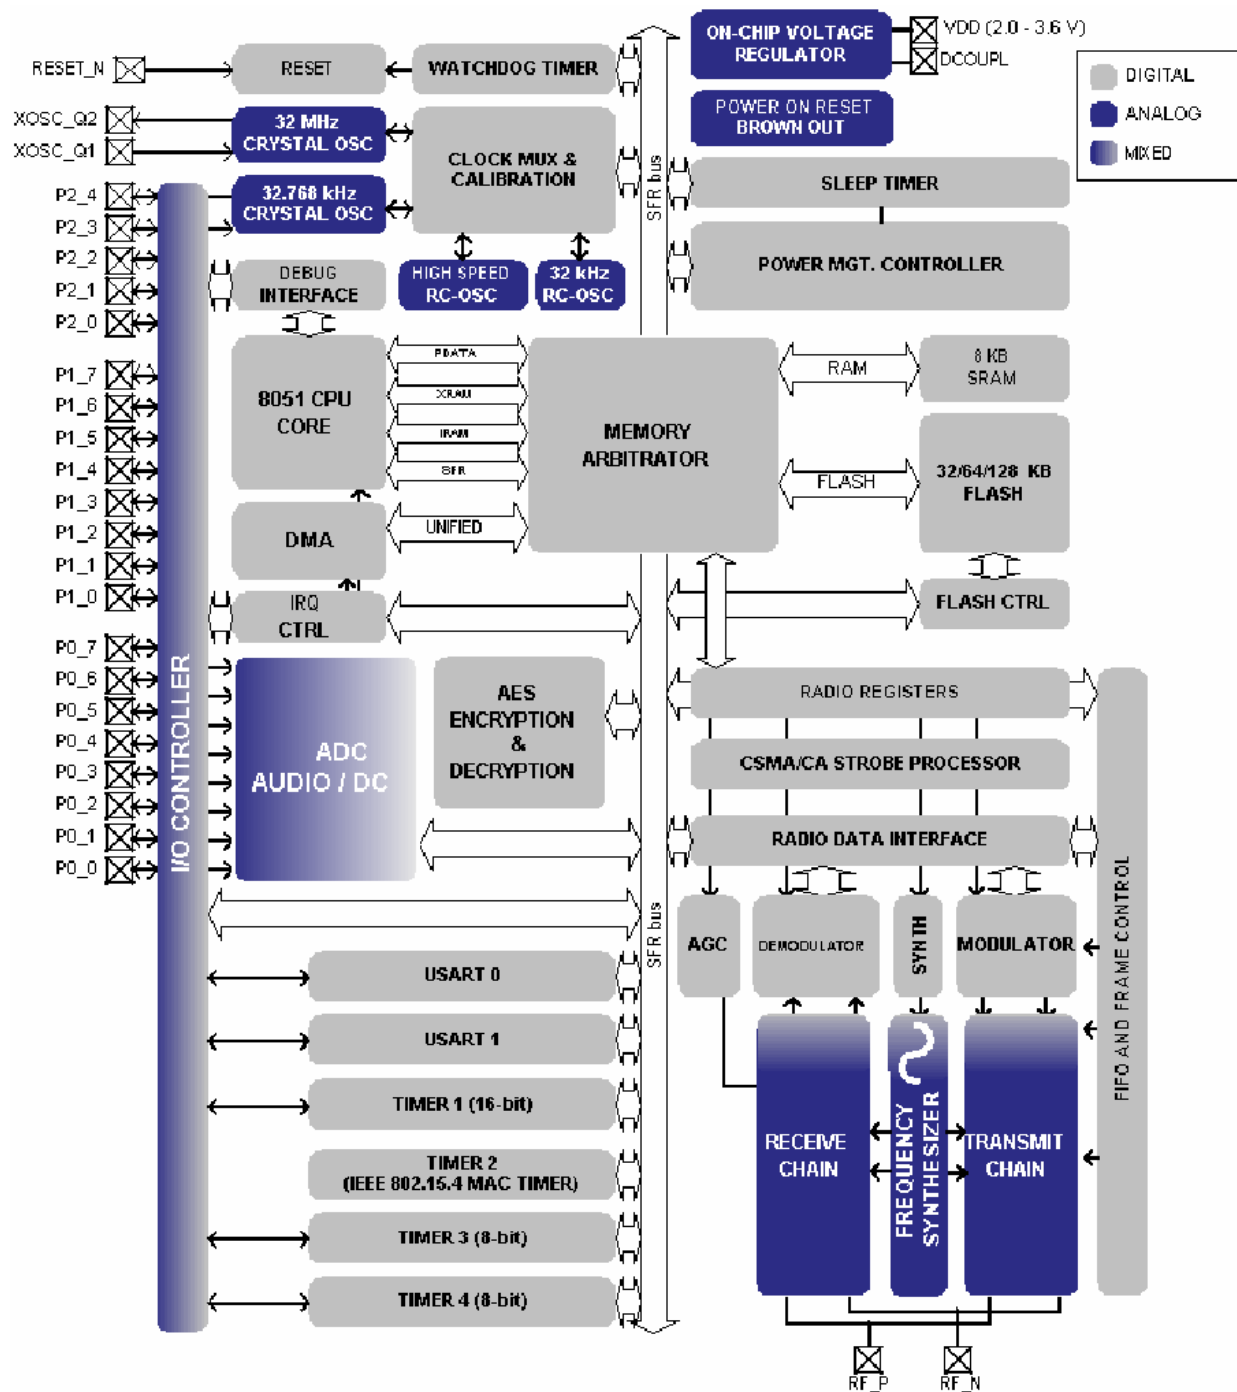 RESET_N
XOSC_Q2
XOSC_Q1
P2_4
P2_3
P2_2
P2_1
P2_0
P1_7
P1_6
P1_5
P1_4
P1_3
P1_2
P1_1
P1_0
P0_7
P0_6
P0_5
P0_4
P0_3
P0_2
P0_1
P0_0
I/O CONTROLLER
RESET
WATCHDOG TIMER
32 MHz
CRYSTAL OSC
32.768 kHz
CRYSTAL OSC
CLOCK MUX &
CALIBRATION
DEBUG
INTERFACE
HIGH SPEED
RC-OSC
32 kHz
RC-OSC
SFR bus
ON-CHIP VOLTAGE
REGULATOR
VDD (2.0 - 3.6 V)
DCOUPL
POWER ON RESET
BROWN OUT
DIGITAL
ANALOG
MIXED
SLEEP TIMER
POWER MGT. CONTROLLER
8051 CPU
CORE
PDATA
XRAM
IRAM
SFR
DMA
UNIFIED
MEMORY
ARBITRATOR
RAM
8 KB
SRAM
FLASH
32/64/128 KB
FLASH
IRQ
CTRL
FLASH CTRL
ADC
AUDIO / DC
AES
ENCRYPTION
&
DECRYPTION
RADIO REGISTERS
CSMA/CA STROBE PROCESSOR
RADIO DATA INTERFACE
SFR bus
AGC
DEMODULATOR
SYNTH
MODULATOR
FIFO AND FRAME CONTROL
USART 0
USART 1
TIMER 1 (16-bit)
TIMER 2
(IEEE 802.15.4 MAC TIMER)
TIMER 3 (8-bit)
TIMER 4 (8-bit)
RECEIVE
CHAIN
FREQUENCY
SYNTHESIZER
TRANSMIT
CHAIN
RF_P
RF_N